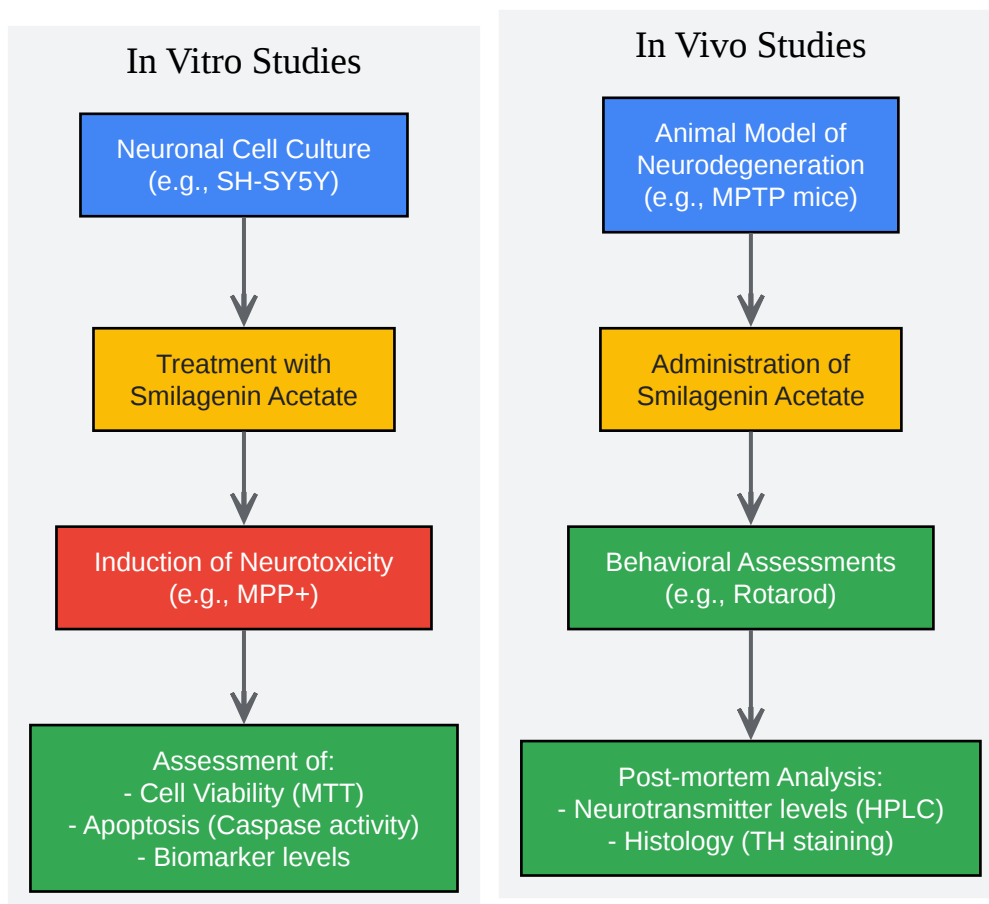 In Vitro Studies
Neuronal Cell Culture
(e.g., SH-SY5Y)
Treatment with
Smilagenin Acetate
Induction of Neurotoxicity
(e.g., MPP+)
Assessment of:
- Cell Viability (MTT)
- Apoptosis (Caspase activity)
- Biomarker levels
In Vivo Studies
Animal Model of
Neurodegeneration
(e.g., MPTP mice)
Administration of
Smilagenin Acetate
Behavioral Assessments
(e.g., Rotarod)
Post-mortem Analysis:
- Neurotransmitter levels (HPLC)
- Histology (TH staining)